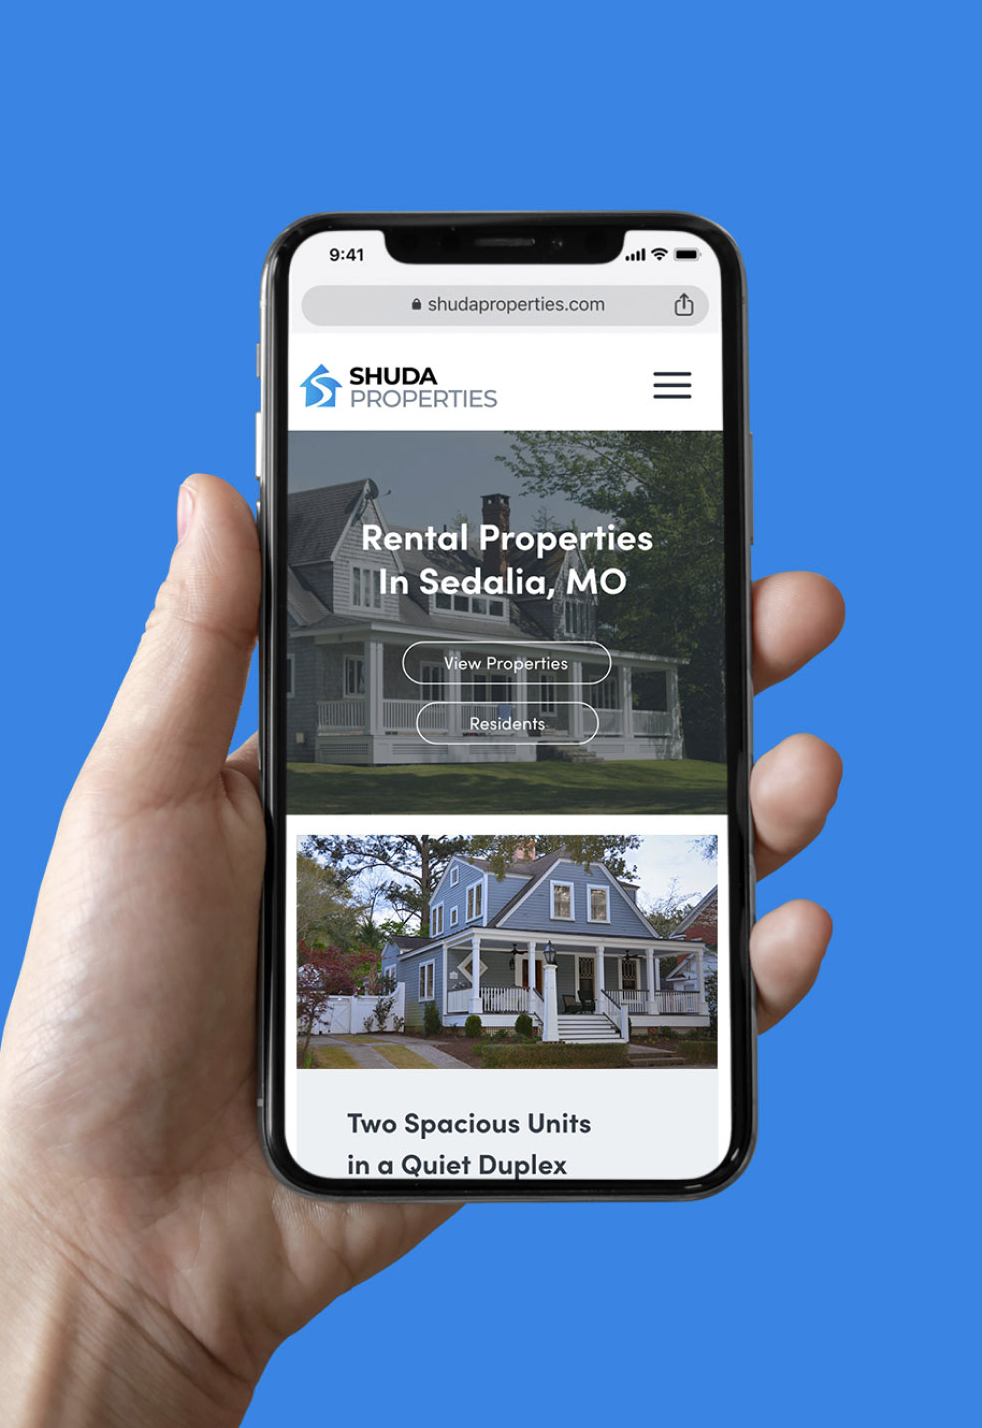 9:41
shudaproperties.com
SHUDA
PROPERTIES
Rental Properties
In Sedalia, MO
View Properties
Residents
Two Spacious Units
in a Quiet Duplex